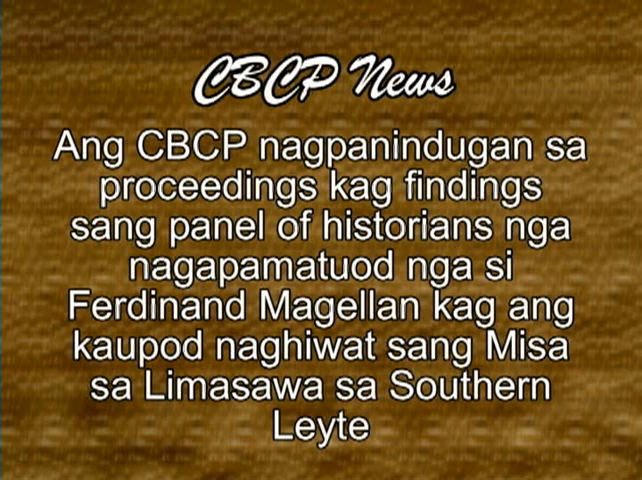 CBCP News
Ang CBCP nagpanindugan sa
proceedings kag findings
sang panel of historians nga
nagapamatuod nga si
Ferdinand Magellan kag ang
kaupod naghiwat sang Misa
sa Limasawa sa Southern
Leyte